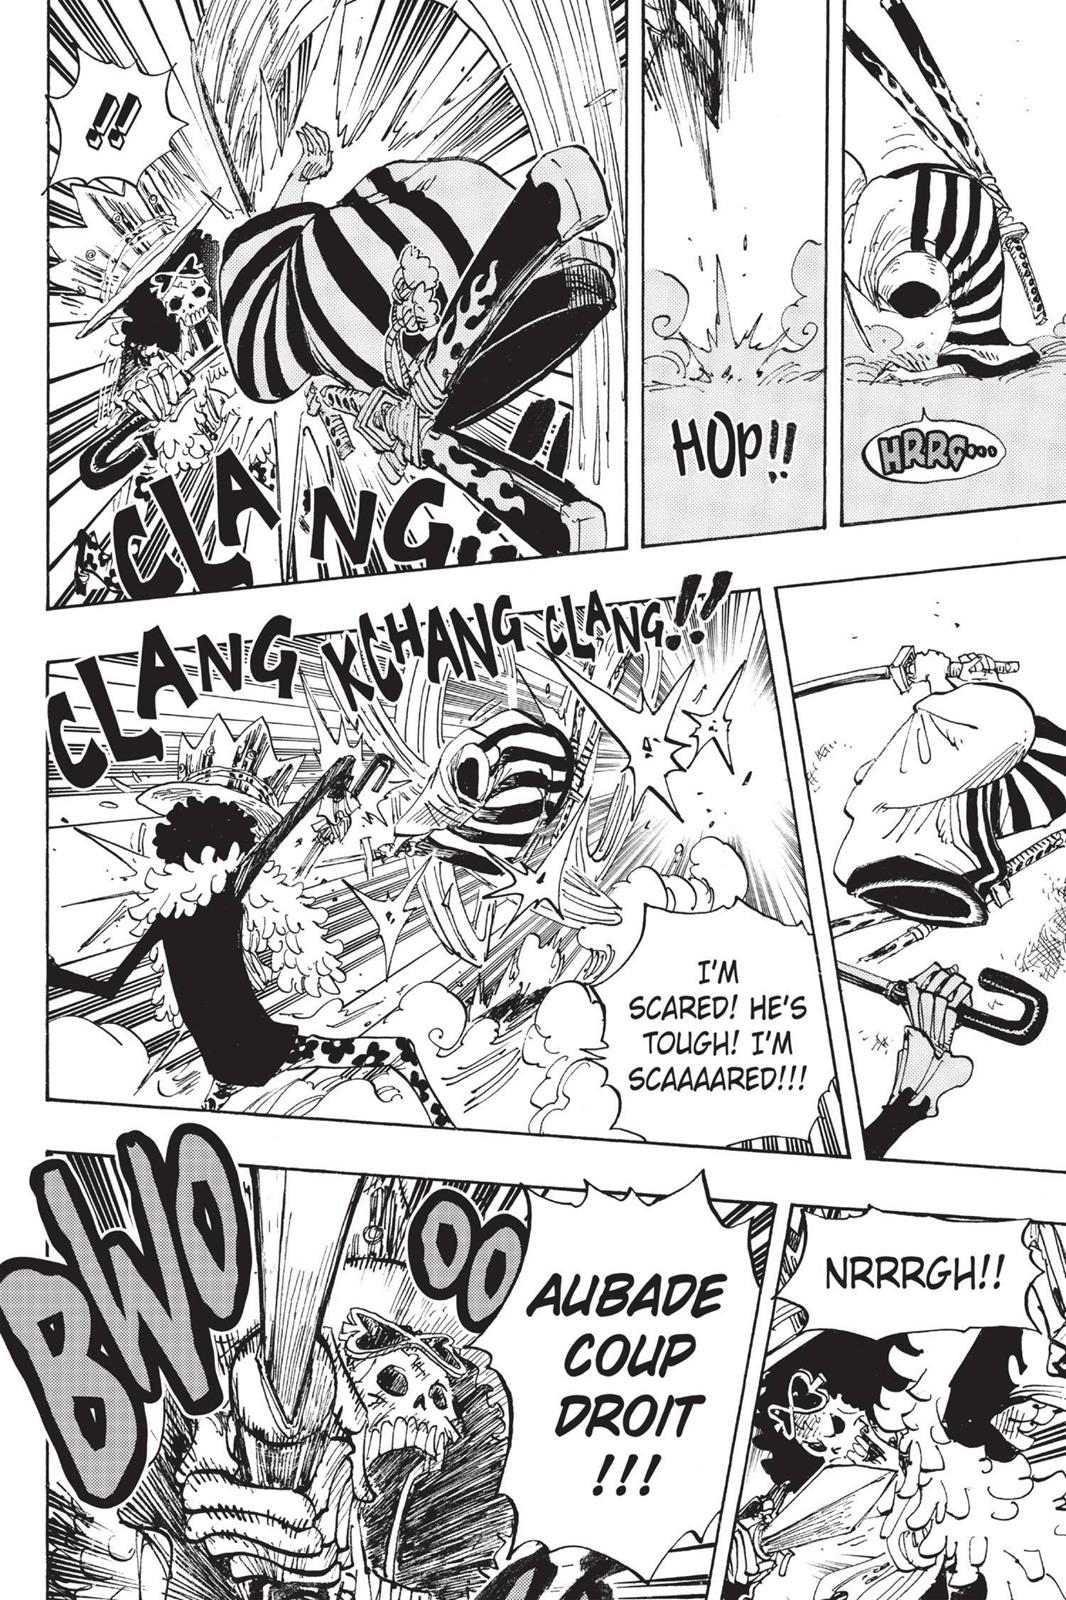 HRRG...
HOP!!
!!!
CLANG
CLANG
KCHANG
CLANG!!
I'M
SCARED! HE'S
TOUGH! I'M
SCAAAARED!!!
NRRRGH!!
AUBADE
COUP
DROIT
!!!
BWOOO